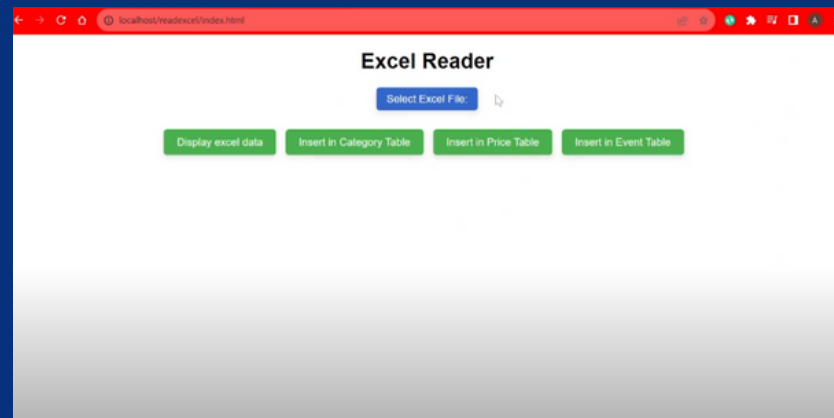 localhost/readexcel/index.html
A
Excel Reader
Select Excel File:
Display excel data Insert in Category Table Insert in Price Table Insert in Event Table